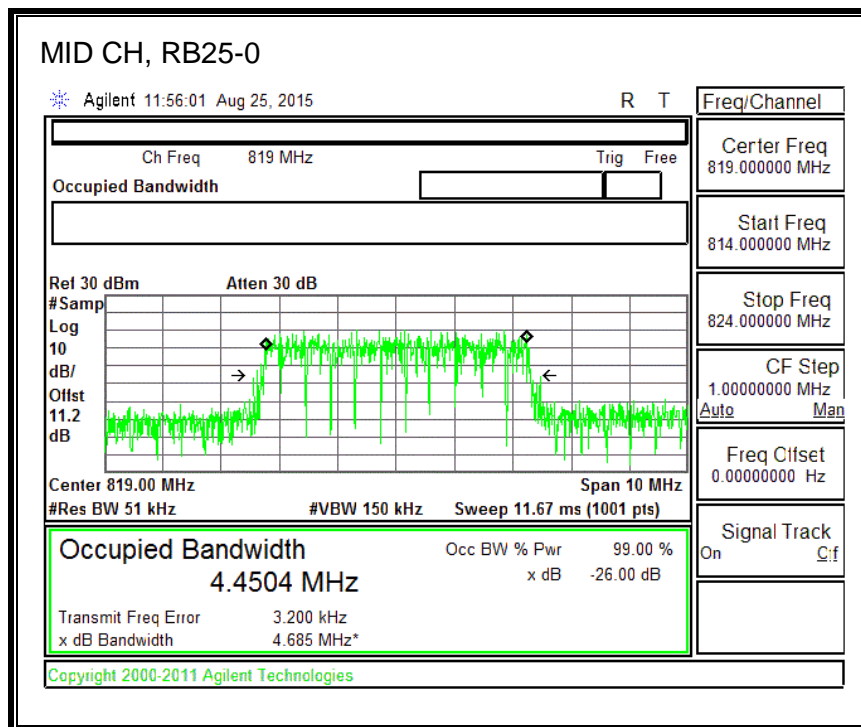 MID CH, RB25-0
Agilent 11:56:01 Aug 25, 2015 R T
Freq/Channel
Ch Freq 819 MHz Trig Free
Occupied Bandwidth
Center Freq
819.000000 MHz
Start Freq
814.000000 MHz
Stop Freq
824.000000 MHz
CF Step
1.00000000 MHz
Auto Man
Freq Offset
0.00000000 Hz
Signal Track
On Off
Ref 30 dBm Atten 30 dB
#Samp
Log
10
dB/
Offst
11.2
dB
Center 819.00 MHz Span 10 MHz
#Res BW 51 kHz #VBW 150 kHz Sweep 11.67 ms (1001 pts)
Occupied Bandwidth Occ BW % Pwr 99.00 %
4.4504 MHz x dB -26.00 dB
Transmit Freq Error 3.200 kHz
x dB Bandwidth 4.685 MHz*
Copyright 2000-2011 Agilent Technologies